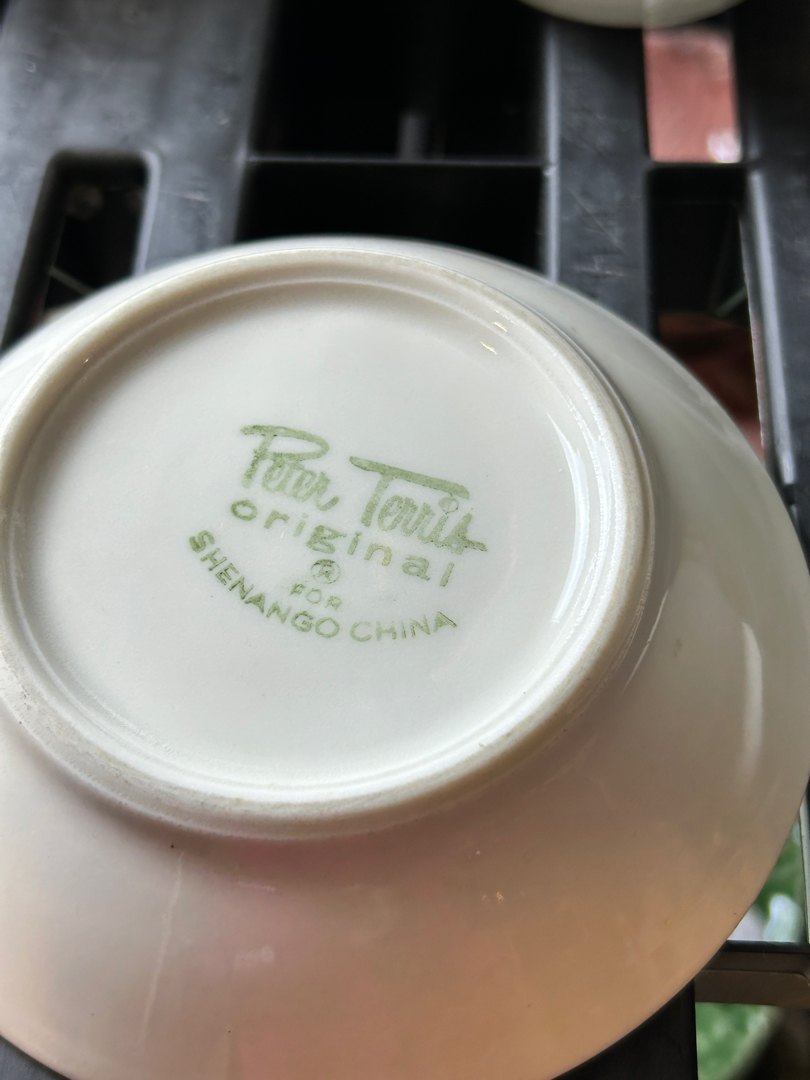 Peter Terris
original
®
FOR
SHENANGO CHINA